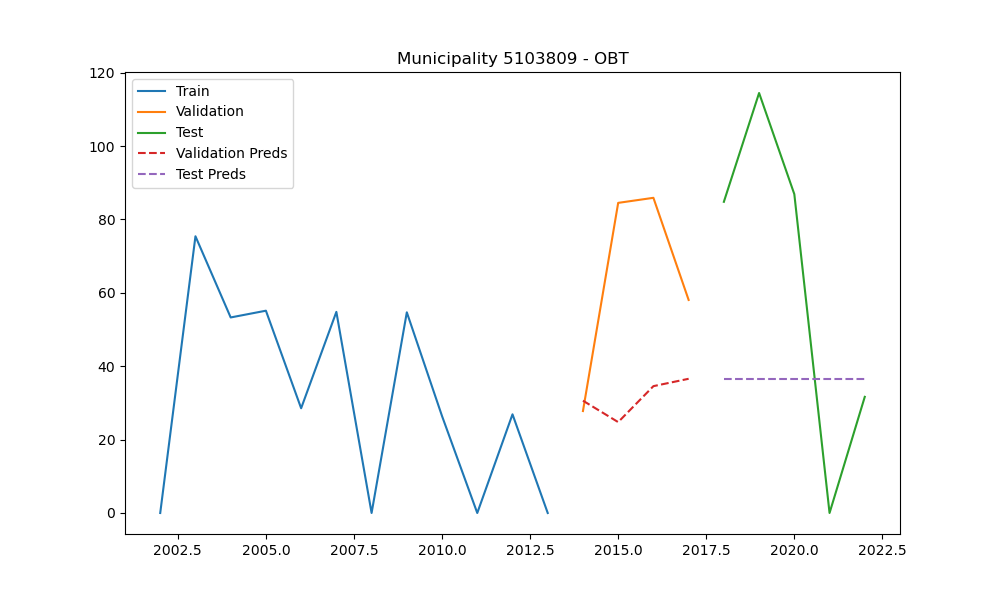 Municipality 5103809 - OBT
120
100
80
60
40
20
0
Train
Validation
Test
Validation Preds
Test Preds
2002.5 2005.0 2007.5 2010.0 2012.5 2015.0 2017.5 2020.0 2022.5